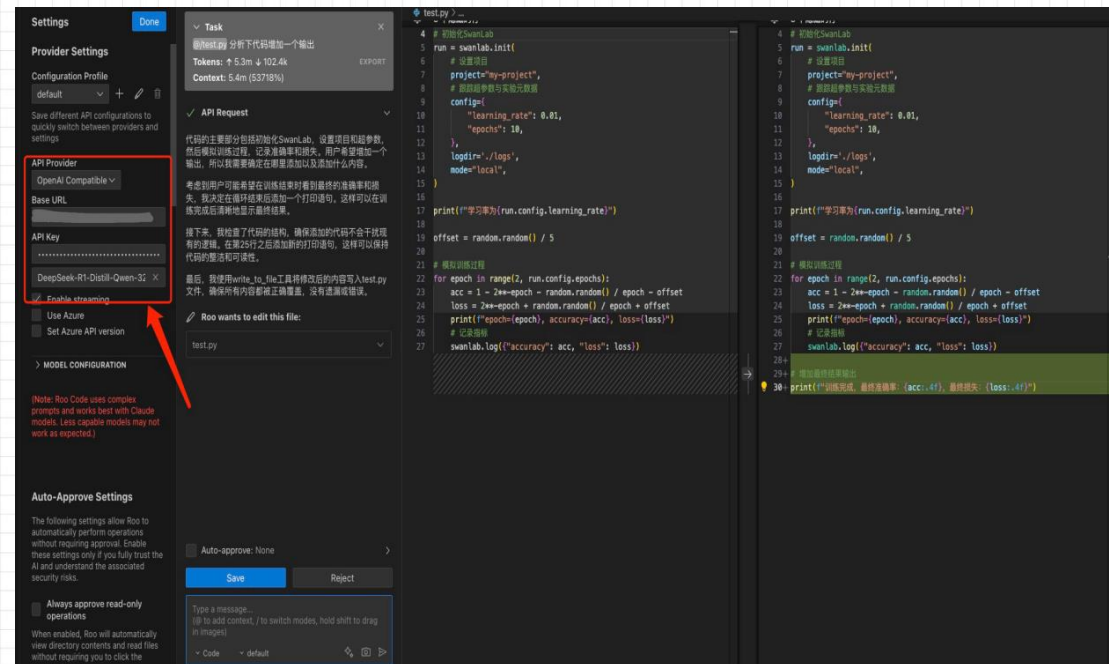 Settings
Done
Provider Settings
Configuration Profile
default
Save different API configurations to
quickly switch between providers and
settings
API Provider
OpenAI Compatible
Base URL
API Key
DeepSeek-R1-Distill-Qwen-32
Enable streaming
Use Azure
Set Azure API version
> MODEL CONFIGURATION
(Note: Roo Code uses complex
prompts and works best with Claude
models. Less capable models may not
work as expected.)
Auto-Approve Settings
The following settings allow Roo to
automatically perform operations
without requiring approval. Enable
these settings only if you fully trust the
AI and understand the associated
security risks.
Always approve read-only
operations
When enabled, Roo will automatically
view directory contents and read files
without requiring you to click the
Task
@/test.py 分析下代码增加一个输出
Tokens: ↑ 5.3m ↓ 102.4k
EXPORT
Context: 5.4m (53718%)
API Request
代码的主要部分包括初始化SwanLab，设置项目和超参数，
然后模拟训练过程，记录准确率和损失。用户希望增加一个
输出，所以我需要确定在哪里添加以及添加什么内容。
考虑到用户可能希望在训练结束时看到最终的准确率和损
失，我决定在循环结束后添加一个打印语句。这样可以在训
练完成后清晰地显示最终结果。
接下来，我检查了代码的结构，确保添加的代码不会干扰现
有的逻辑。在第25行之后添加新的打印语句，这样可以保持
代码的整洁和可读性。
最后，我使用write_to_file工具将修改后的内容写入test.py
文件，确保所有内容都被正确覆盖，没有遗漏或错误。
Roo wants to edit this file:
test.py
Auto-approve: None
Save
Reject
Type a message...
(@ to add context, / to switch modes, hold shift to drag
in images)
Code
default
test.py > ...
4 # 初始化SwanLab
5 run = swanlab.init(
6 # 设置项目
7 project="my-project",
8 # 跟踪超参数与实验元数据
9 config={
10 "learning_rate": 0.01,
11 "epochs": 10,
12 },
13 logdir='./logs',
14 mode="local",
15 )
16
17 print(f"学习率为{run.config.learning_rate}")
18
19 offset = random.random() / 5
20
21 # 模拟训练过程
22 for epoch in range(2, run.config.epochs):
23 acc = 1 - 2**-epoch - random.random() / epoch - offset
24 loss = 2**-epoch + random.random() / epoch + offset
25 print(f"epoch={epoch}, accuracy={acc}, loss={loss}")
26 # 记录指标
27 swanlab.log({"accuracy": acc, "loss": loss})
4 # 初始化SwanLab
5 run = swanlab.init(
6 # 设置项目
7 project="my-project",
8 # 跟踪超参数与实验元数据
9 config={
10 "learning_rate": 0.01,
11 "epochs": 10,
12 },
13 logdir='./logs',
14 mode="local",
15 )
16
17 print(f"学习率为{run.config.learning_rate}")
18
19 offset = random.random() / 5
20
21 # 模拟训练过程
22 for epoch in range(2, run.config.epochs):
23 acc = 1 - 2**-epoch - random.random() / epoch - offset
24 loss = 2**-epoch + random.random() / epoch + offset
25 print(f"epoch={epoch}, accuracy={acc}, loss={loss}")
26 # 记录指标
27 swanlab.log({"accuracy": acc, "loss": loss})
28+
29+ # 增加最终结果输出
30+ print(f"训练完成，最终准确率：{acc:.4f}，最终损失：{loss:.4f}")